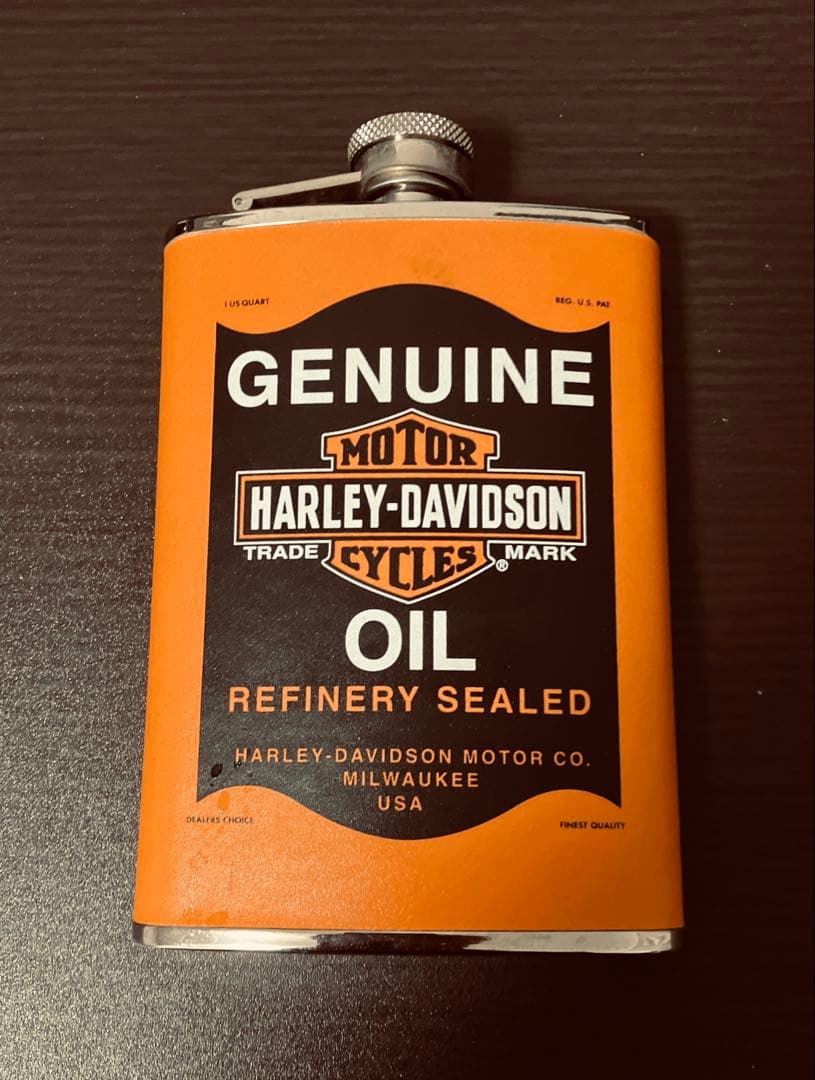 1 US QUART
REG. U.S. PAT.
GENUINE
MOTOR
HARLEY-DAVIDSON
TRADE MARK
CYCLES ®
OIL
REFINERY SEALED
HARLEY-DAVIDSON MOTOR CO.
MILWAUKEE
USA
DEALERS CHOICE
FINEST QUALITY